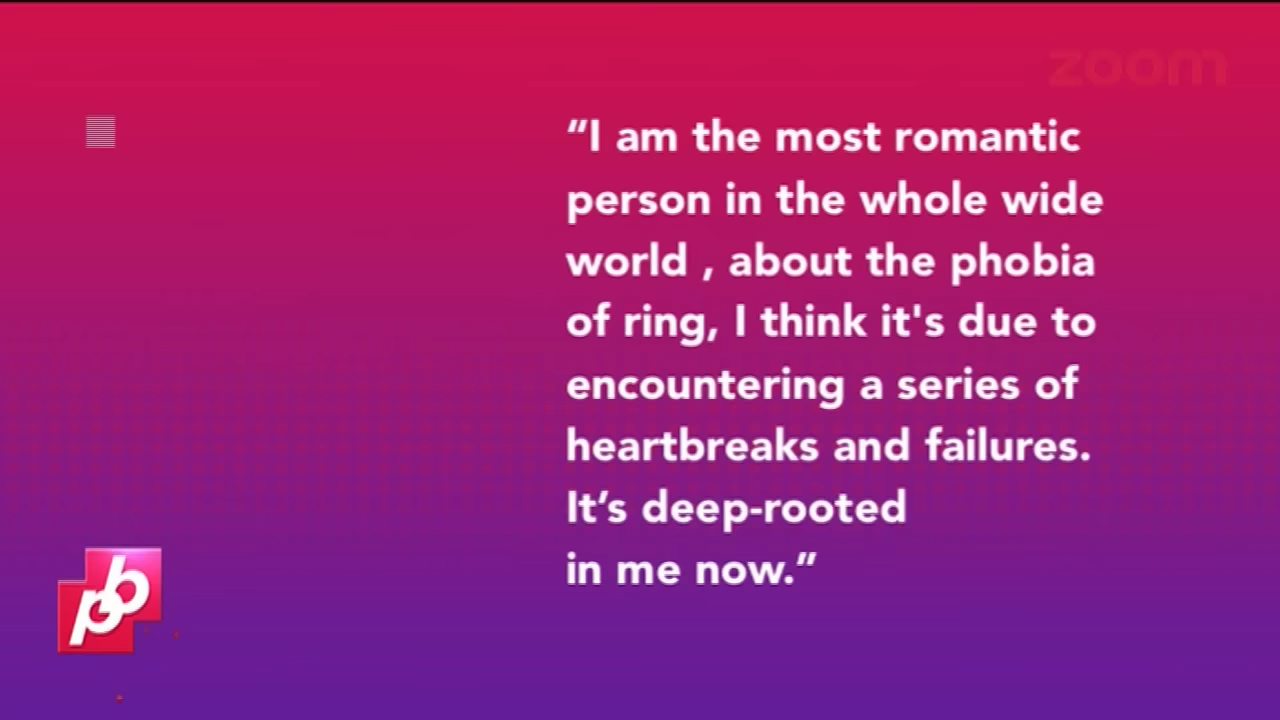 zoom
“I am the most romantic
person in the whole wide
world , about the phobia
of ring, I think it's due to
encountering a series of
heartbreaks and failures.
It’s deep-rooted
in me now.”
pb